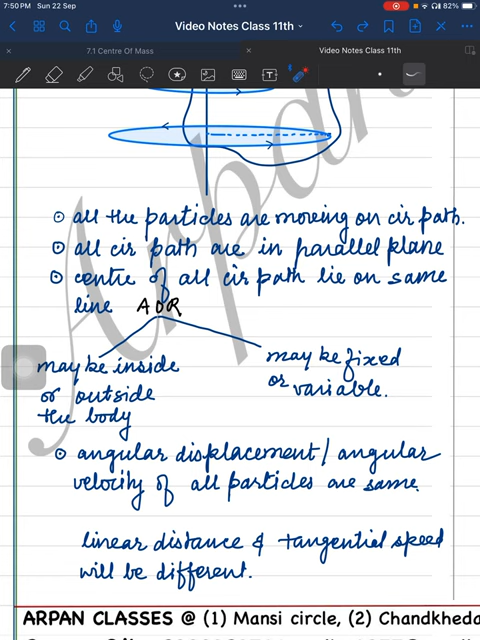 7:50 PM Sun 22 Sep
82%
Video Notes Class 11th
7.1 Centre Of Mass
Video Notes Class 11th
Arpan
all the particles are moving on cir path.
all cir path are in parallel plane
centre of all cir path lie on same
line AOR
may be inside
or outside
the body
may be fixed
or variable.
angular displacement / angular
velocity of all particles are same.
linear distance & tangential speed
will be different.
ARPAN CLASSES @ (1) Mansi circle, (2) Chandkheda